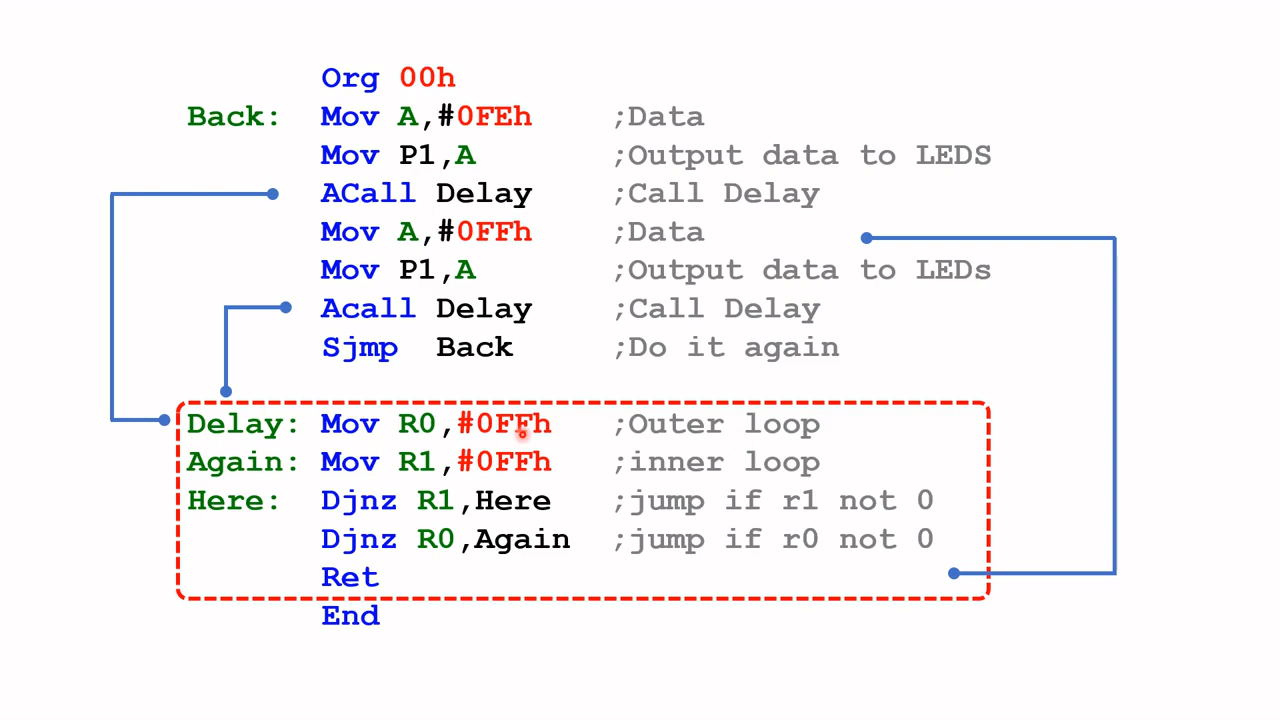 Org 00h
Back: Mov A,#0FEh ;Data
Mov P1,A ;Output data to LEDS
ACall Delay ;Call Delay
Mov A,#0FFh ;Data
Mov P1,A ;Output data to LEDs
Acall Delay ;Call Delay
Sjmp Back ;Do it again
Delay: Mov R0,#0FFh ;Outer loop
Again: Mov R1,#0FFh ;inner loop
Here: Djnz R1,Here ;jump if r1 not 0
Djnz R0,Again ;jump if r0 not 0
Ret
End